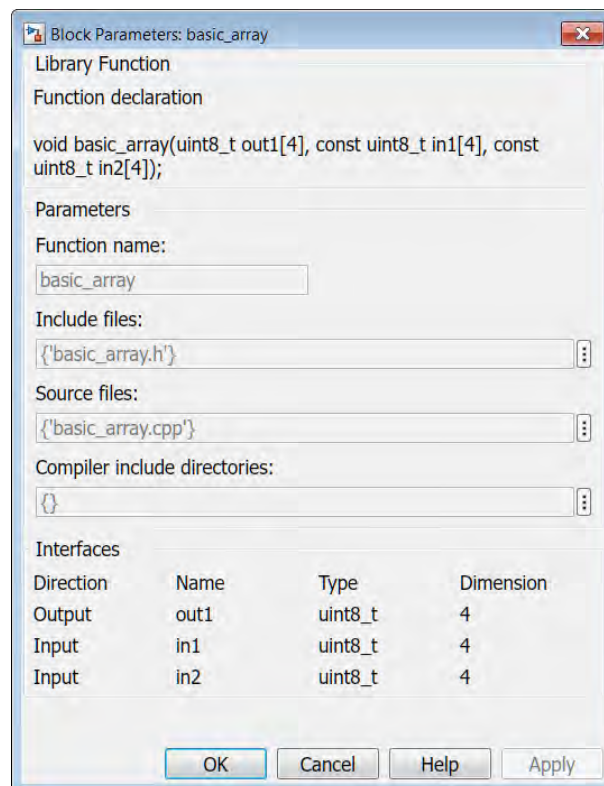 Block Parameters: basic_array
Library Function
Function declaration
void basic_array(uint8_t out1[4], const uint8_t in1[4], const
uint8_t in2[4]);
Parameters
Function name:
basic_array
Include files:
{'basic_array.h'}
Source files:
{'basic_array.cpp'}
Compiler include directories:
{}
Interfaces
Direction Name Type Dimension
Output out1 uint8_t 4
Input in1 uint8_t 4
Input in2 uint8_t 4
OK Cancel Help Apply